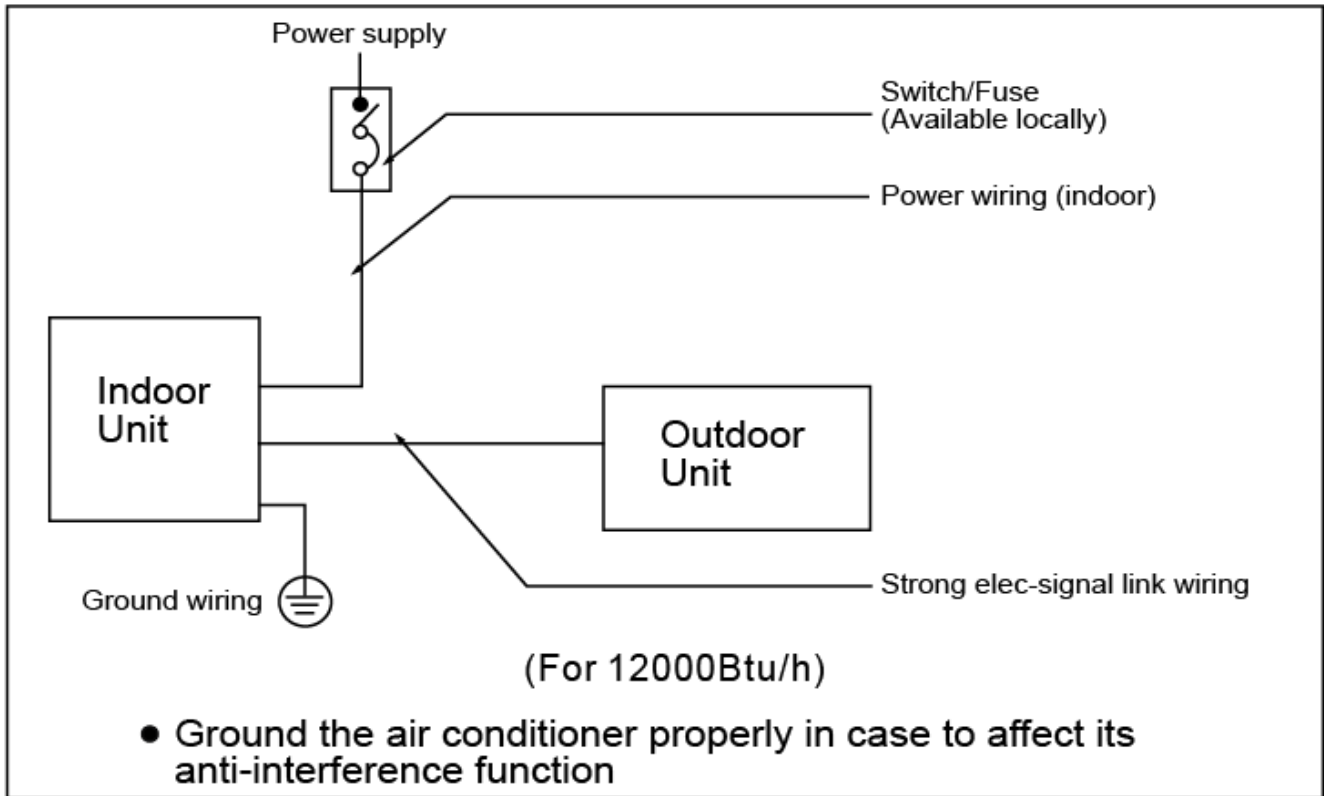 Power supply
Switch/Fuse
(Available locally)
Power wiring (indoor)
Indoor
Unit
Outdoor
Unit
Strong elec-signal link wiring
Ground wiring
(For 12000Btu/h)
● Ground the air conditioner properly in case to affect its
anti-interference function